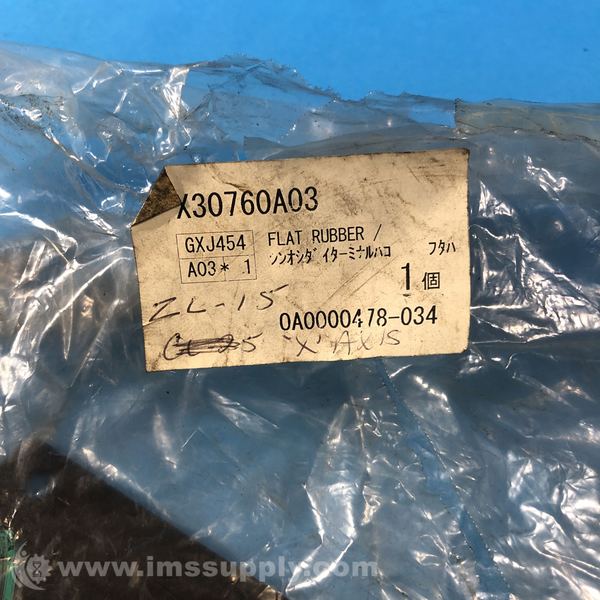 X30760A03
GXJ454 FLAT RUBBER /
A03* 1 ソンオシダイターミナルハコ フタハ
1個
ZL-15
0A0000478-034
"X" AXIS
www.imssupply.com